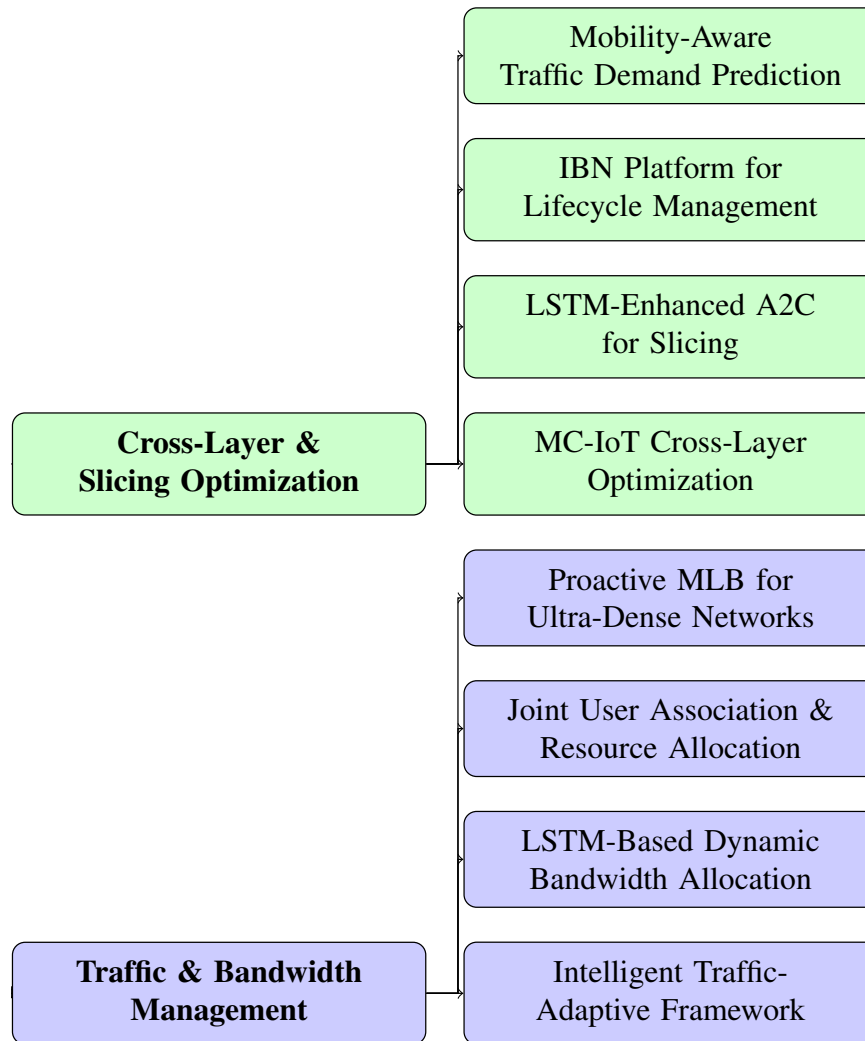 Mobility-Aware
Traffic Demand Prediction
IBN Platform for
Lifecycle Management
LSTM-Enhanced A2C
for Slicing
Cross-Layer &
Slicing Optimization
MC-IoT Cross-Layer
Optimization
Proactive MLB for
Ultra-Dense Networks
Joint User Association &
Resource Allocation
LSTM-Based Dynamic
Bandwidth Allocation
Traffic & Bandwidth
Management
Intelligent Traffic-
Adaptive Framework